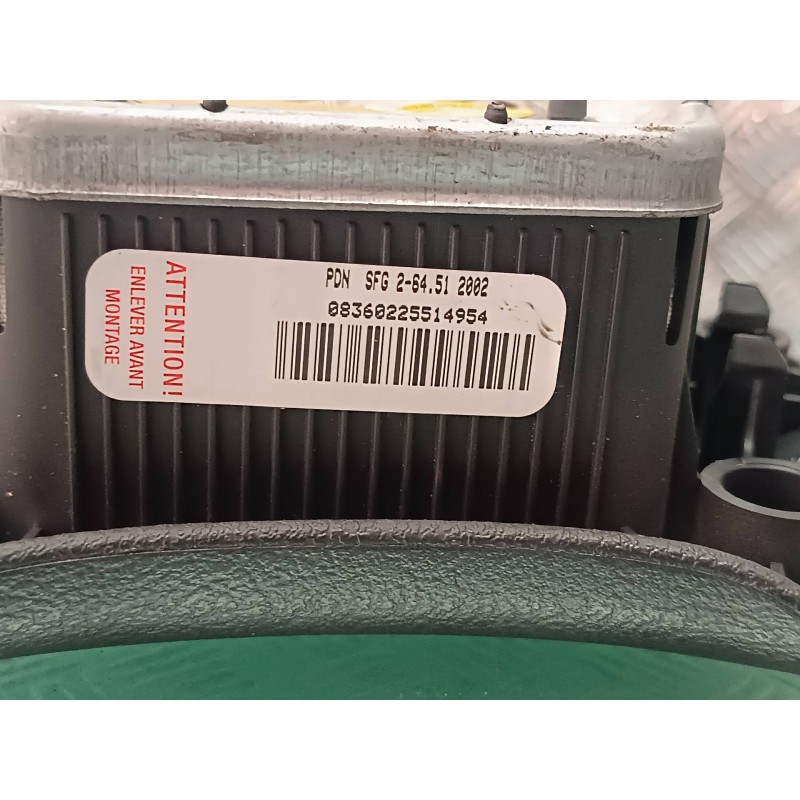 PDN SFG 2-64.51 2002
08360225514954
ATTENTION!
ENLEVER AVANT
MONTAGE